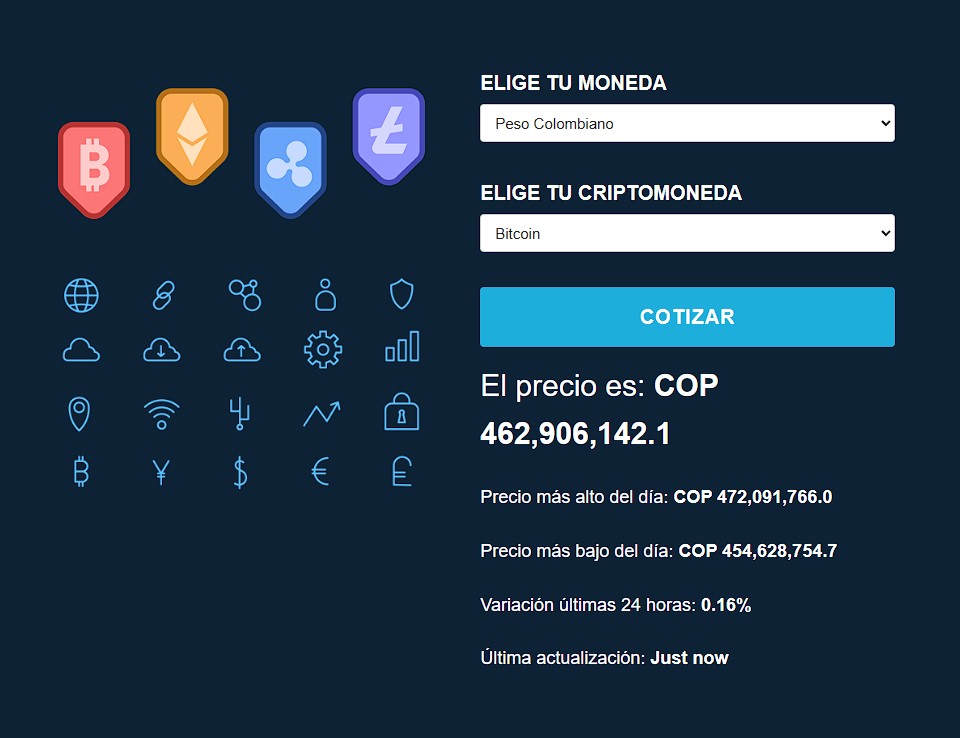 ELIGE TU MONEDA
Peso Colombiano
ELIGE TU CRIPTOMONEDA
Bitcoin
COTIZAR
El precio es: COP
462,906,142.1
Precio más alto del día: COP 472,091,766.0
Precio más bajo del día: COP 454,628,754.7
Variación últimas 24 horas: 0.16%
Última actualización: Just now